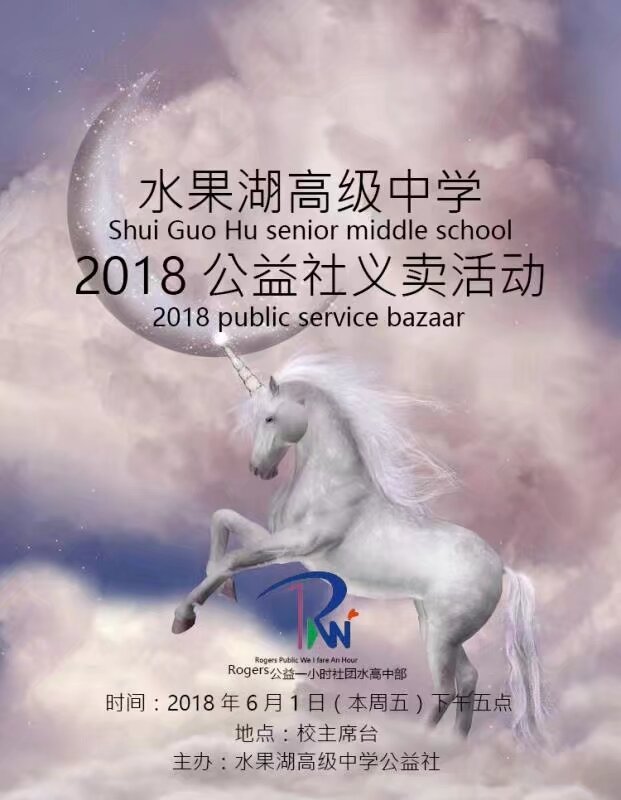 水果湖高级中学
Shui Guo Hu senior middle school
2018 公益社义卖活动
2018 public service bazaar
RW
Rogers Public We l fare An Hour
Rogers公益一小时社团水高中部
时间：2018 年 6 月 1 日（本周五）下午五点
地点：校主席台
主办：水果湖高级中学公益社